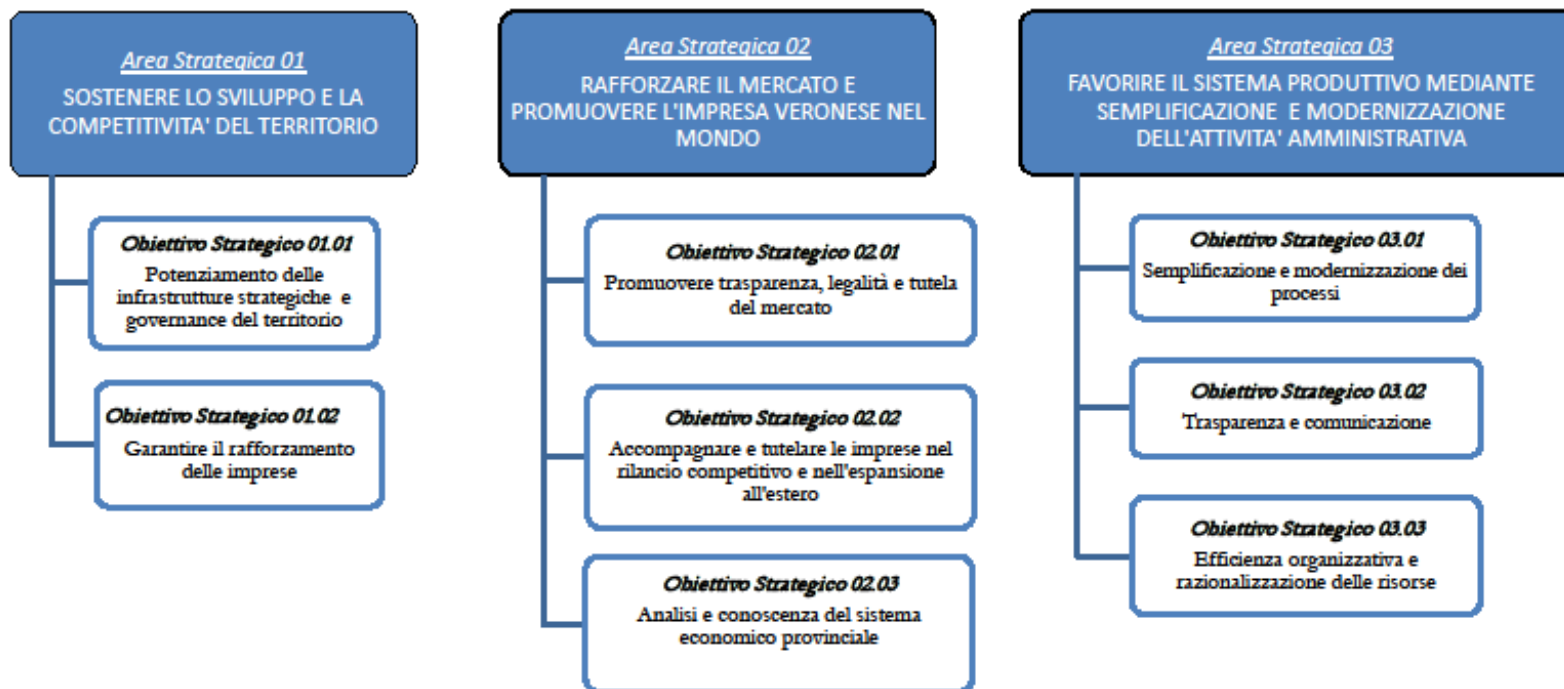 Area Strategica 01
SOSTENERE LO SVILUPPO E LA
COMPETITIVITA' DEL TERRITORIO
Obiettivo Strategico 01.01
Potenziamento delle
infrastrutture strategiche e
governance del territorio
Obiettivo Strategico 01.02
Garantire il rafforzamento
delle imprese
Area Strategica 02
RAFFORZARE IL MERCATO E
PROMUOVERE L'IMPRESA VERONESE NEL
MONDO
Obiettivo Strategico 02.01
Promuovere trasparenza, legalità e tutela
del mercato
Obiettivo Strategico 02.02
Accompagnare e tutelare le imprese nel
rilancio competitivo e nell'espansione
all'estero
Obiettivo Strategico 02.03
Analisi e conoscenza del sistema
economico provinciale
Area Strategica 03
FAVORIRE IL SISTEMA PRODUTTIVO MEDIANTE
SEMPLIFICAZIONE E MODERNIZZAZIONE
DELL'ATTIVITA' AMMINISTRATIVA
Obiettivo Strategico 03.01
Semplificazione e modernizzazione dei
processi
Obiettivo Strategico 03.02
Trasparenza e comunicazione
Obiettivo Strategico 03.03
Efficienza organizzativa e
razionalizzazione delle risorse